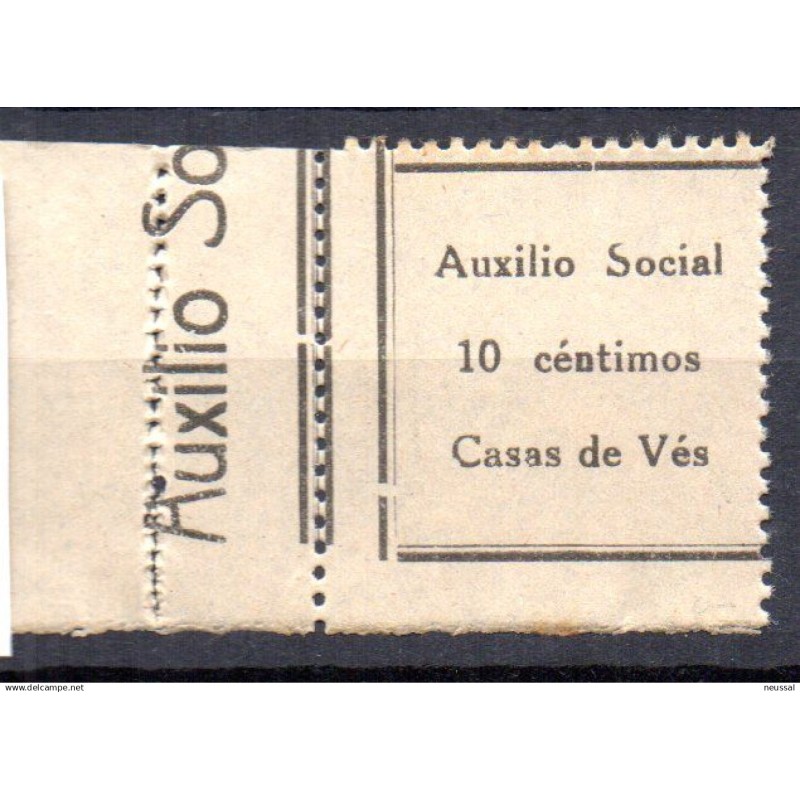 Auxilio So
Auxilio Social
10 céntimos
Casas de Vés
www.delcampe.net
neussal